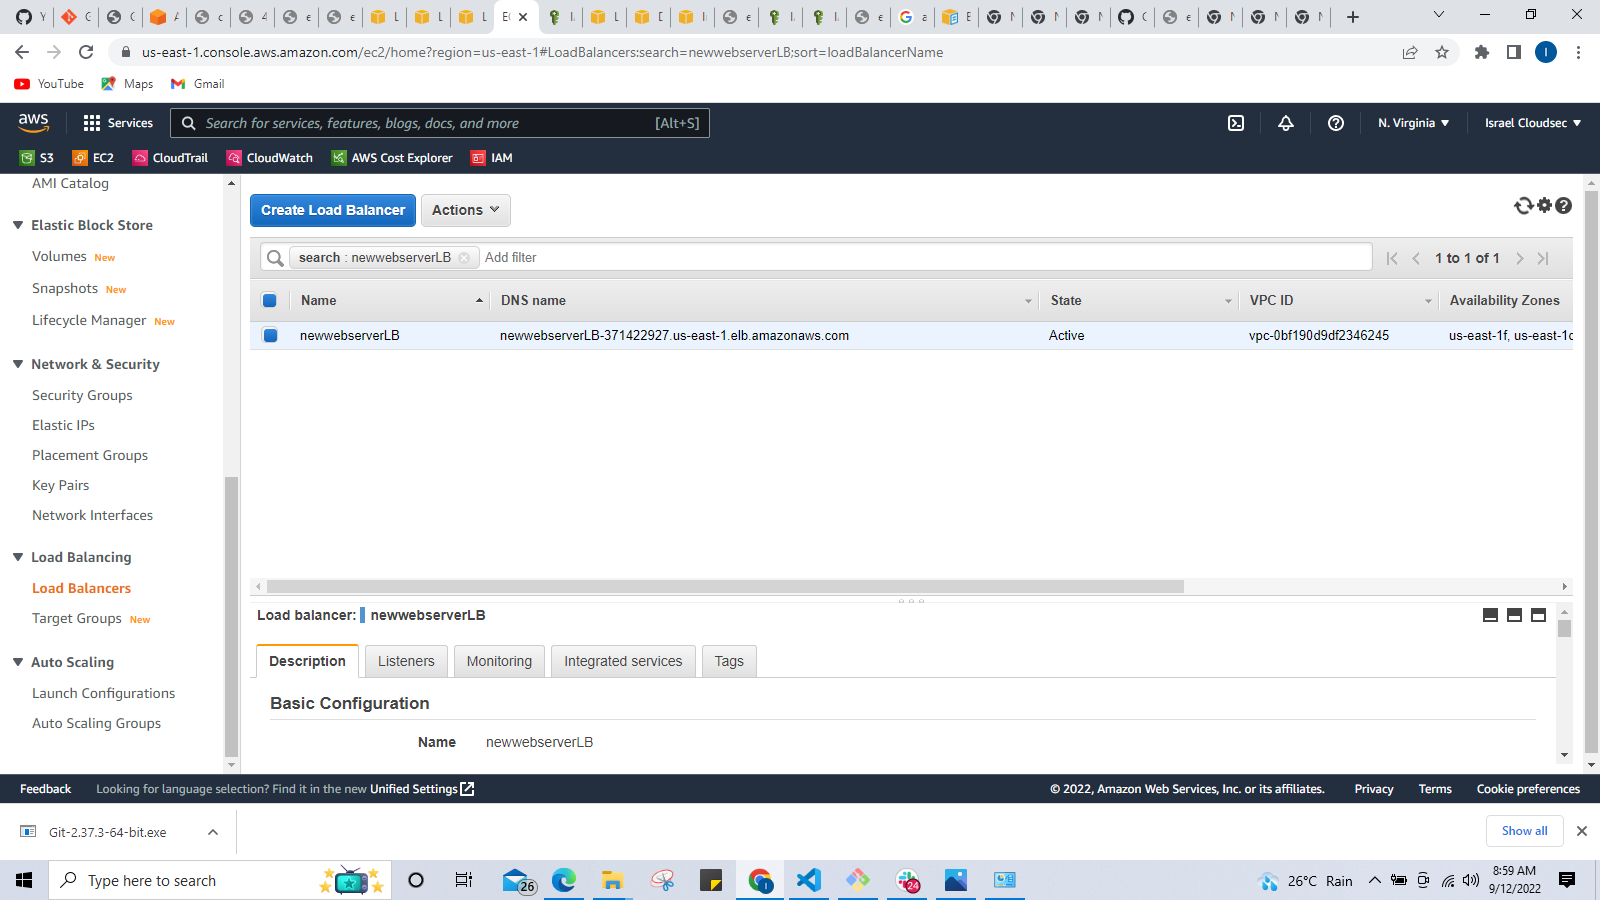 Y
G
C
A
c
4
e
e
L
L
L
EC
I
L
D
I
e
I
I
e
a
E
N
N
N
C
e
N
N
N
us-east-1.console.aws.amazon.com/ec2/home?region=us-east-1#LoadBalancers:search=newwebserverLB;sort=loadBalancerName
I
YouTube
Maps
Gmail
aws
Services
Search for services, features, blogs, docs, and more [Alt+S]
N. Virginia
Israel Cloudsec
S3
EC2
CloudTrail
CloudWatch
AWS Cost Explorer
IAM
AMI Catalog
Elastic Block Store
Volumes New
Snapshots New
Lifecycle Manager New
Network & Security
Security Groups
Elastic IPs
Placement Groups
Key Pairs
Network Interfaces
Load Balancing
Load Balancers
Target Groups New
Auto Scaling
Launch Configurations
Auto Scaling Groups
Create Load Balancer
Actions
search : newwebserverLB
Add filter
1 to 1 of 1
Name
DNS name
State
VPC ID
Availability Zones
newwebserverLB
newwebserverLB-371422927.us-east-1.elb.amazonaws.com
Active
vpc-0bf190d9df2346245
us-east-1f, us-east-1c
Load balancer: newwebserverLB
Description
Listeners
Monitoring
Integrated services
Tags
Basic Configuration
Name newwebserverLB
Feedback
Looking for language selection? Find it in the new Unified Settings
© 2022, Amazon Web Services, Inc. or its affiliates.
Privacy
Terms
Cookie preferences
Git-2.37.3-64-bit.exe
Show all
Type here to search
26
I
24
26°C Rain
8:59 AM
9/12/2022